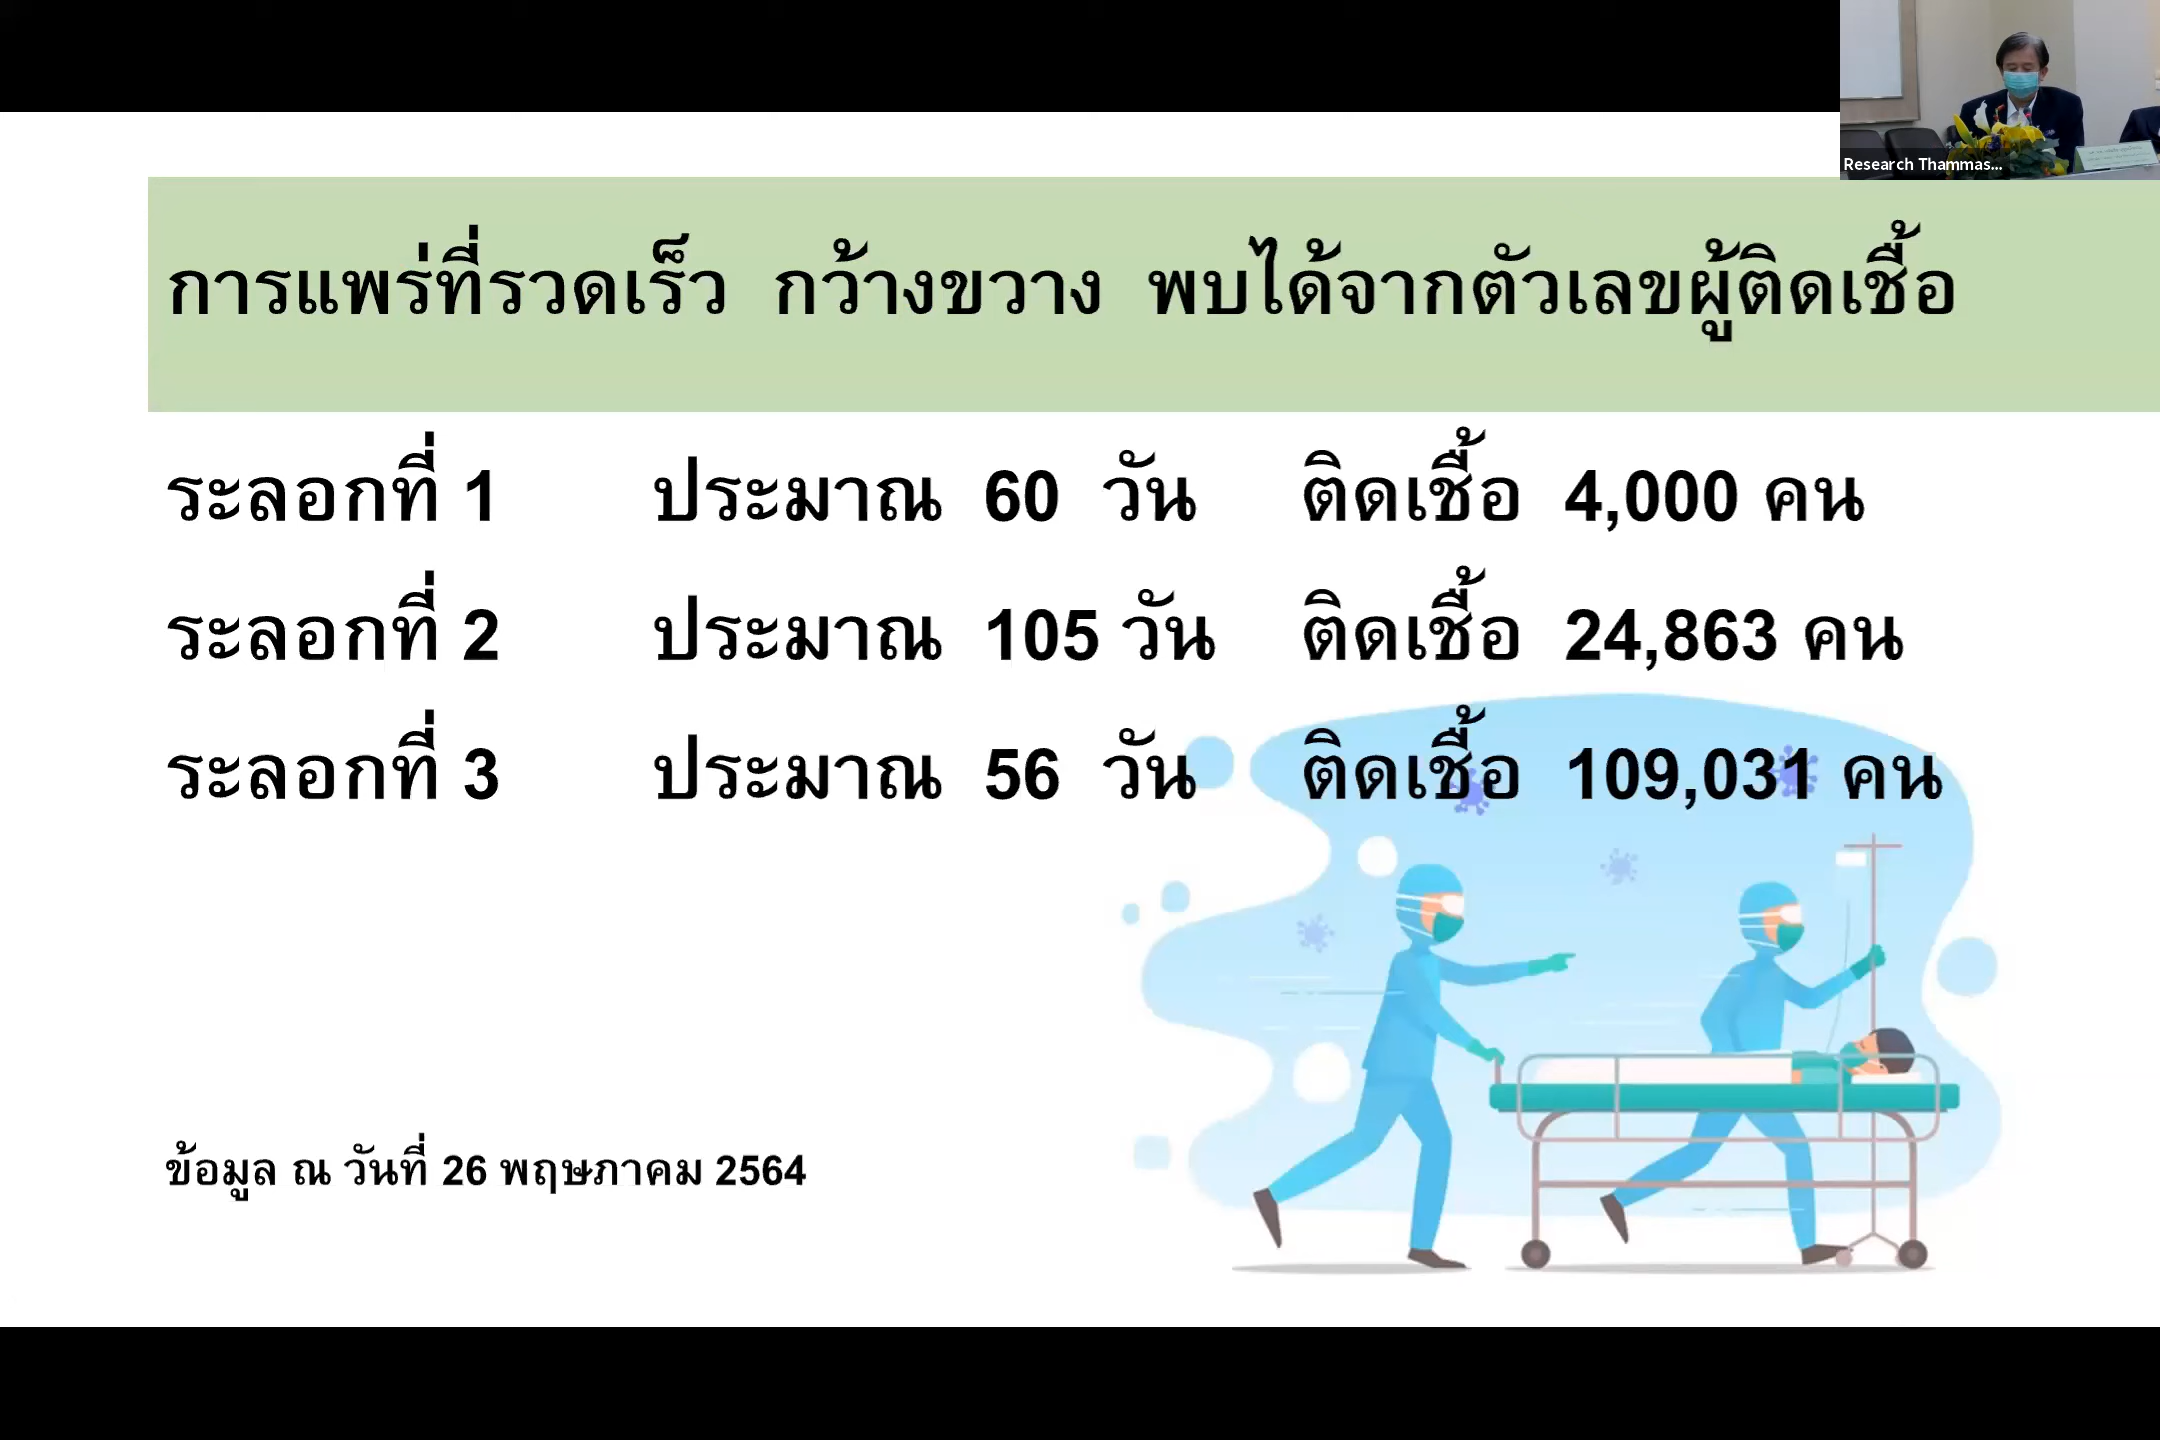 Research Thammas...
การแพร่ที่รวดเร็ว กว้างขวาง พบได้จากตัวเลขผู้ติดเชื้อ
ระลอกที่ 1 ประมาณ 60 วัน ติดเชื้อ 4,000 คน
ระลอกที่ 2 ประมาณ 105 วัน ติดเชื้อ 24,863 คน
ระลอกที่ 3 ประมาณ 56 วัน ติดเชื้อ 109,031 คน
ข้อมูล ณ วันที่ 26 พฤษภาคม 2564